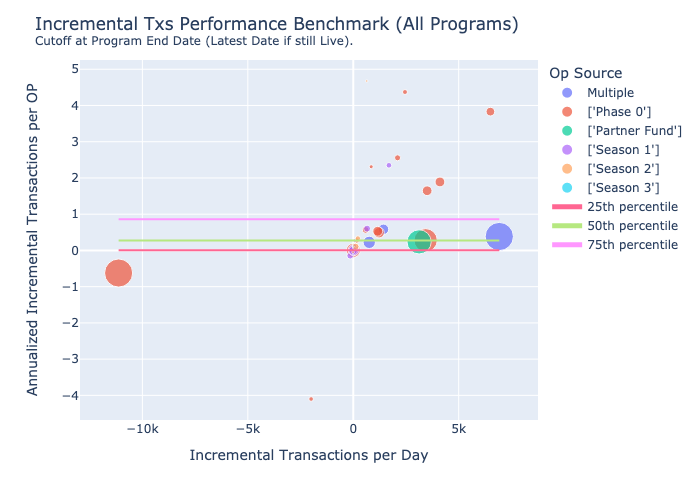 Incremental Txs Performance Benchmark (All Programs)
Cutoff at Program End Date (Latest Date if still Live).
Annualized Incremental Transactions per OP
5
4
3
2
1
0
−1
−2
−3
−4
−10k
−5k
0
5k
Incremental Transactions per Day
Op Source
Multiple
['Phase 0']
['Partner Fund']
['Season 1']
['Season 2']
['Season 3']
25th percentile
50th percentile
75th percentile